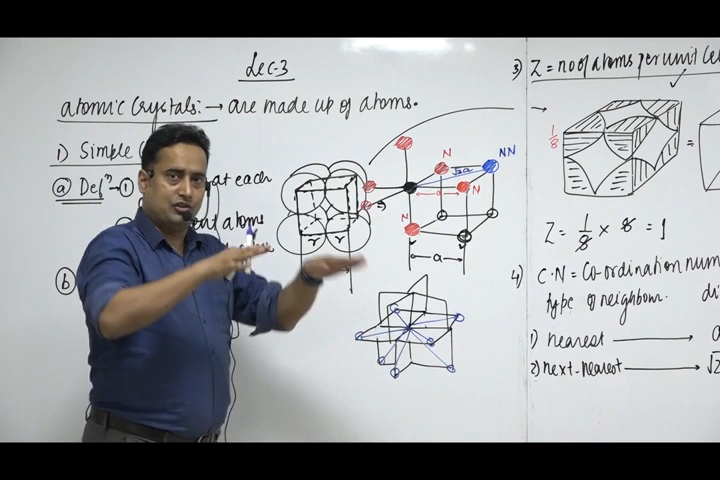 Lec-3
atomic Crystals: → are made up of atoms.
1) Simple
a Defⁿ → 1 at each
atoms
b
r r
N
N
N
NN
√2a
a
← a →
3) Z = no of atoms per unit
1/8
=
Z = 1/8 × 8 = 1
4) C.N = Co-ordination num
type of neighbour.
1) nearest →
2) next-nearest → √2